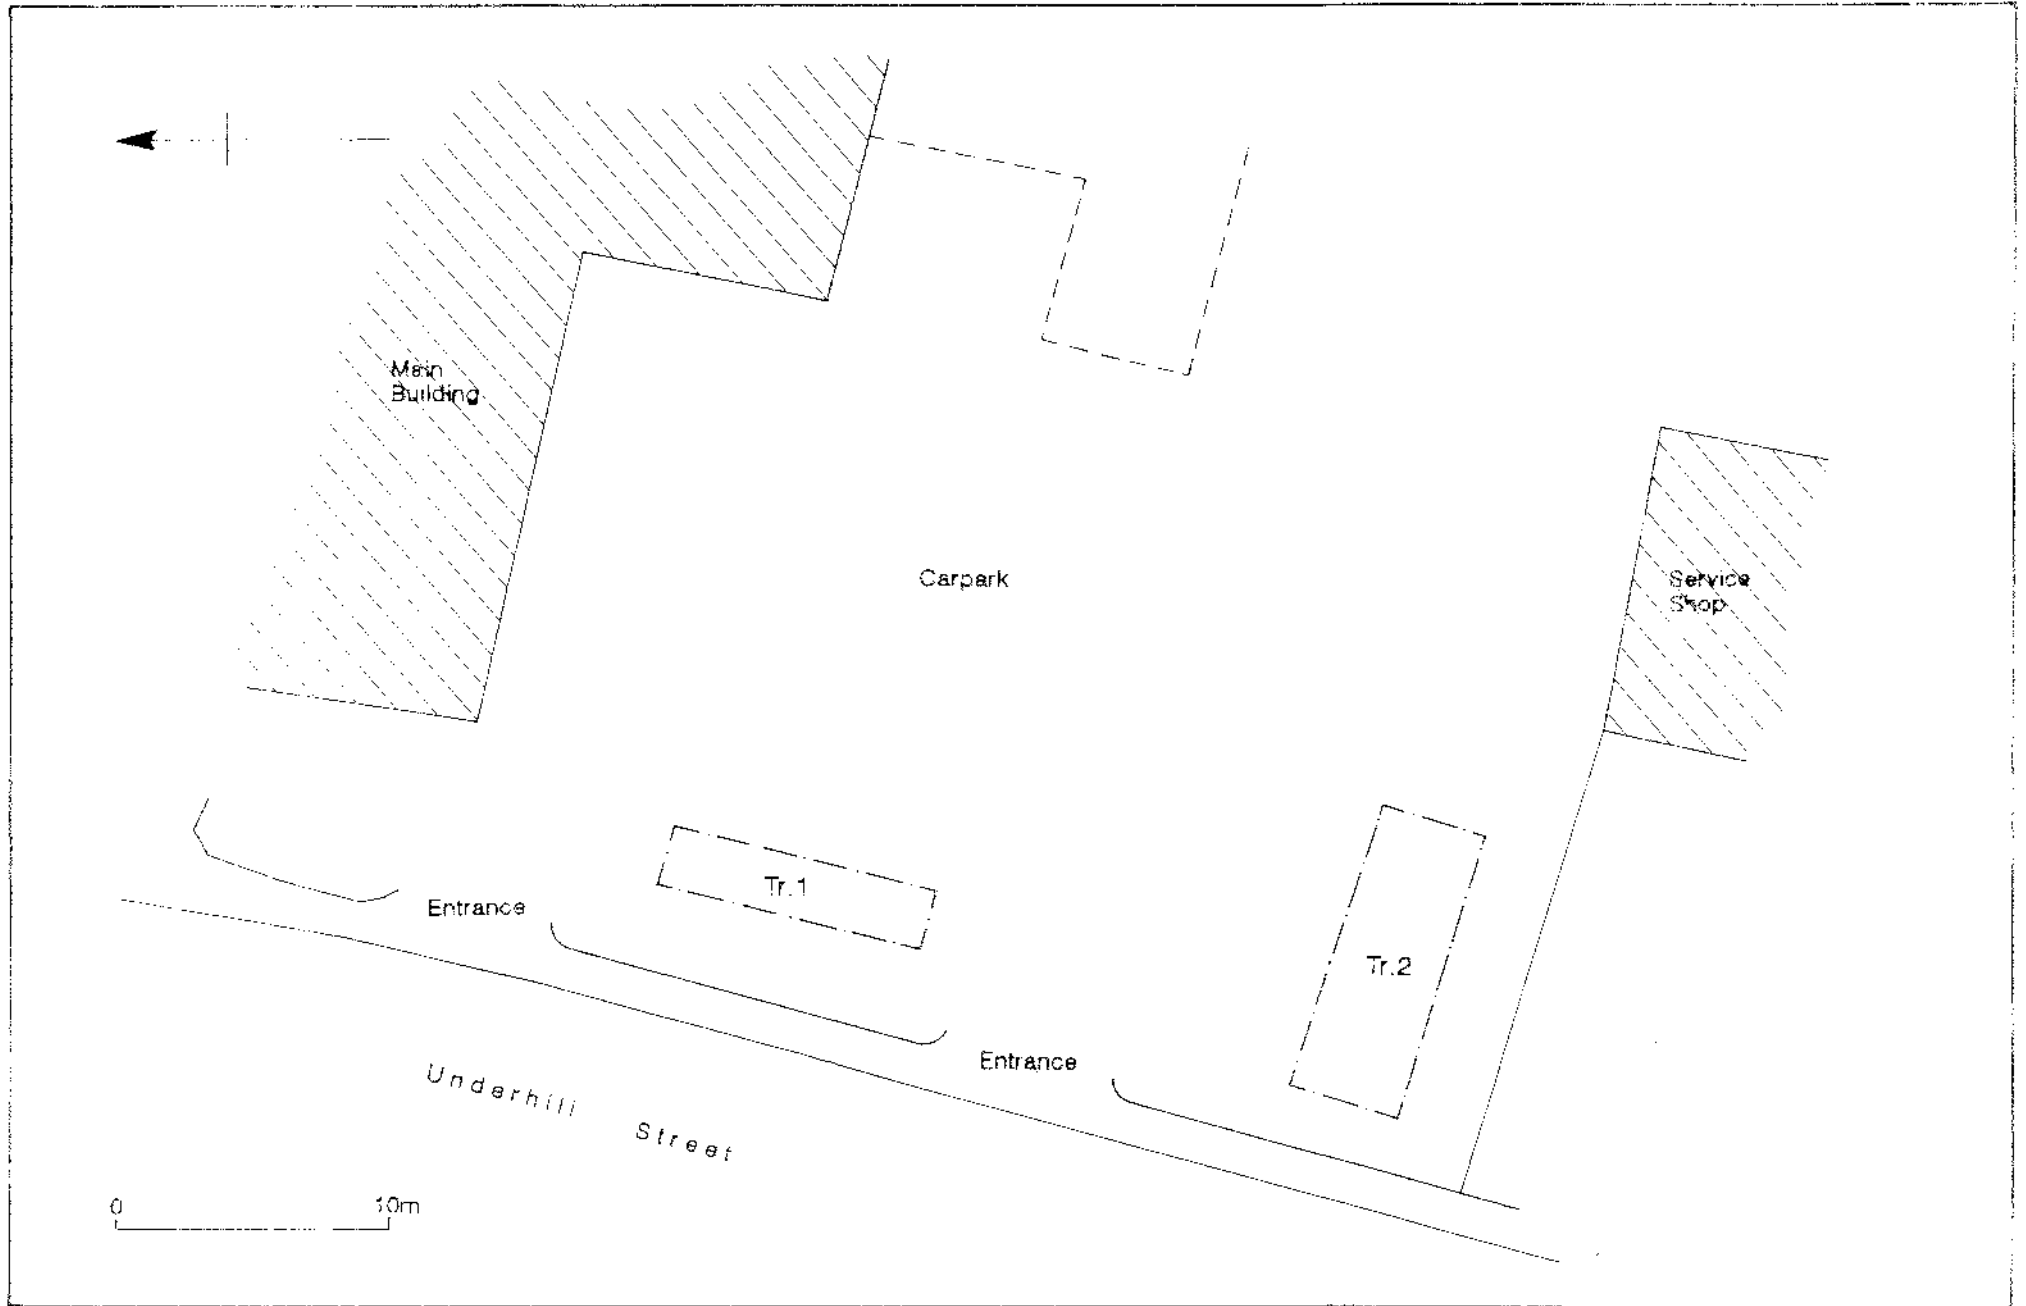 Main
Building
Carpark
Service
Shop
Tr.1
Entrance
Tr.2
Entrance
Underhill Street
0 10m